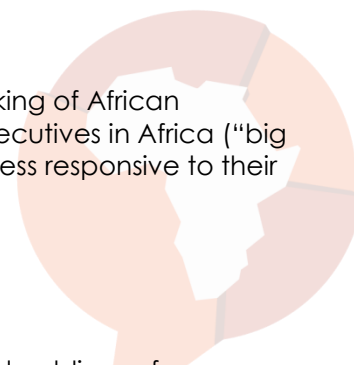 king of African
ecutives in Africa (“big
ess responsive to their